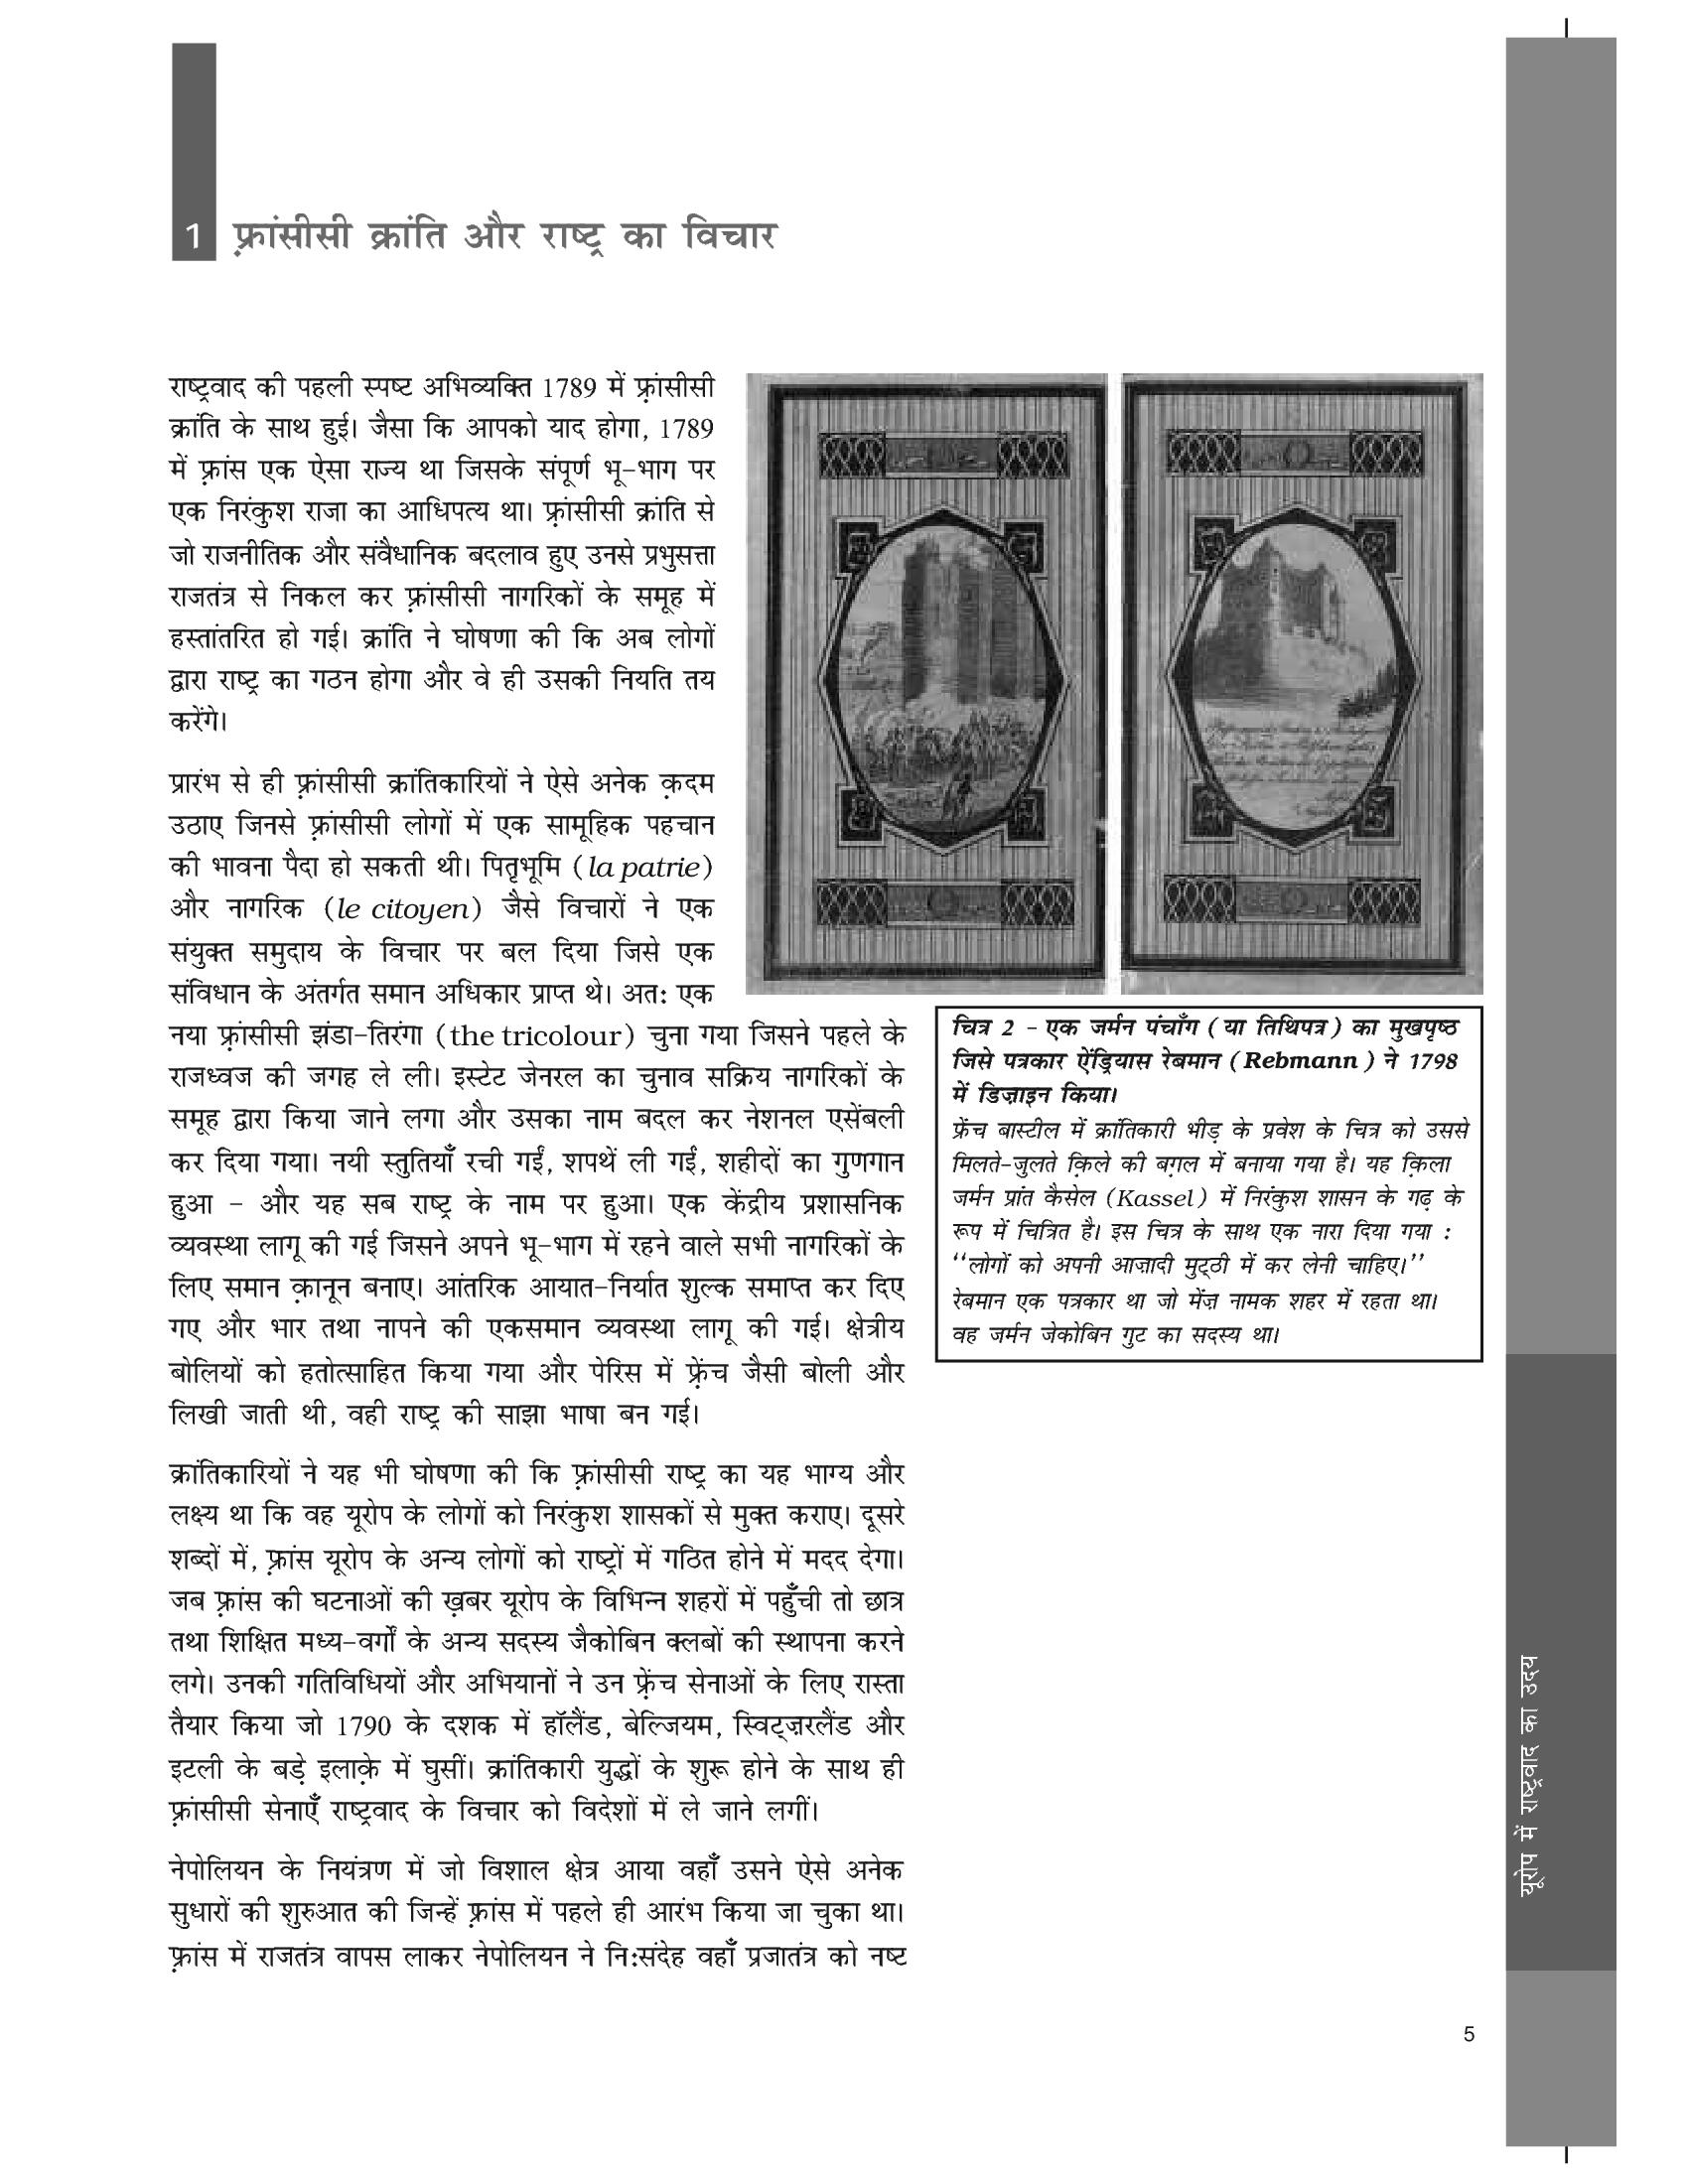 1 फ़्रांसीसी क्रांति और राष्ट्र का विचार
राष्ट्रवाद की पहली स्पष्ट अभिव्यक्ति 1789 में फ़्रांसीसी
क्रांति के साथ हुई। जैसा कि आपको याद होगा, 1789
में फ़्रांस एक ऐसा राज्य था जिसके संपूर्ण भू-भाग पर
एक निरंकुश राजा का आधिपत्य था। फ़्रांसीसी क्रांति से
जो राजनीतिक और संवैधानिक बदलाव हुए उनसे प्रभुसत्ता
राजतंत्र से निकल कर फ़्रांसीसी नागरिकों के समूह में
हस्तांतरित हो गई। क्रांति ने घोषणा की कि अब लोगों
द्वारा राष्ट्र का गठन होगा और वे ही उसकी नियति तय
करेंगे।
प्रारंभ से ही फ़्रांसीसी क्रांतिकारियों ने ऐसे अनेक क़दम
उठाए जिनसे फ़्रांसीसी लोगों में एक सामूहिक पहचान
की भावना पैदा हो सकती थी। पितृभूमि (la patrie)
और नागरिक (le citoyen) जैसे विचारों ने एक
संयुक्त समुदाय के विचार पर बल दिया जिसे एक
संविधान के अंतर्गत समान अधिकार प्राप्त थे। अतः एक
नया फ़्रांसीसी झंडा-तिरंगा (the tricolour) चुना गया जिसने पहले के
राजध्वज की जगह ले ली। इस्टेट जेनरल का चुनाव सक्रिय नागरिकों के
समूह द्वारा किया जाने लगा और उसका नाम बदल कर नेशनल एसेंबली
कर दिया गया। नयी स्तुतियाँ रची गईं, शपथें ली गईं, शहीदों का गुणगान
हुआ – और यह सब राष्ट्र के नाम पर हुआ। एक केंद्रीय प्रशासनिक
व्यवस्था लागू की गई जिसने अपने भू-भाग में रहने वाले सभी नागरिकों के
लिए समान क़ानून बनाए। आंतरिक आयात-निर्यात शुल्क समाप्त कर दिए
गए और भार तथा नापने की एकसमान व्यवस्था लागू की गई। क्षेत्रीय
बोलियों को हतोत्साहित किया गया और पेरिस में फ़्रेंच जैसी बोली और
लिखी जाती थी, वही राष्ट्र की साझा भाषा बन गई।
क्रांतिकारियों ने यह भी घोषणा की कि फ़्रांसीसी राष्ट्र का यह भाग्य और
लक्ष्य था कि वह यूरोप के लोगों को निरंकुश शासकों से मुक्त कराए। दूसरे
शब्दों में, फ़्रांस यूरोप के अन्य लोगों को राष्ट्रों में गठित होने में मदद देगा।
जब फ़्रांस की घटनाओं की ख़बर यूरोप के विभिन्न शहरों में पहुँची तो छात्र
तथा शिक्षित मध्य-वर्गों के अन्य सदस्य जैकोबिन क्लबों की स्थापना करने
लगे। उनकी गतिविधियों और अभियानों ने उन फ़्रेंच सेनाओं के लिए रास्ता
तैयार किया जो 1790 के दशक में हॉलैंड, बेल्जियम, स्विट्ज़रलैंड और
इटली के बड़े इलाक़े में घुसीं। क्रांतिकारी युद्धों के शुरू होने के साथ ही
फ़्रांसीसी सेनाएँ राष्ट्रवाद के विचार को विदेशों में ले जाने लगीं।
नेपोलियन के नियंत्रण में जो विशाल क्षेत्र आया वहाँ उसने ऐसे अनेक
सुधारों की शुरुआत की जिन्हें फ़्रांस में पहले ही आरंभ किया जा चुका था।
फ़्रांस में राजतंत्र वापस लाकर नेपोलियन ने निःसंदेह वहाँ प्रजातंत्र को नष्ट
चित्र 2 – एक जर्मन पंचाँग (या तिथिपत्र) का मुखपृष्ठ
जिसे पत्रकार ऐंड्रियास रेबमान (Rebmann) ने 1798
में डिज़ाइन किया।
फ्रेंच बास्टील में क्रांतिकारी भीड़ के प्रवेश के चित्र को उससे
मिलते-जुलते क़िले की बग़ल में बनाया गया है। यह क़िला
जर्मन प्रांत कैसेल (Kassel) में निरंकुश शासन के गढ़ के
रूप में चित्रित है। इस चित्र के साथ एक नारा दिया गया :
‘‘लोगों को अपनी आज़ादी मुट्ठी में कर लेनी चाहिए।’’
रेबमान एक पत्रकार था जो मेंज़ नामक शहर में रहता था।
वह जर्मन जेकोबिन गुट का सदस्य था।
यूरोप में राष्ट्रवाद का उदय
5